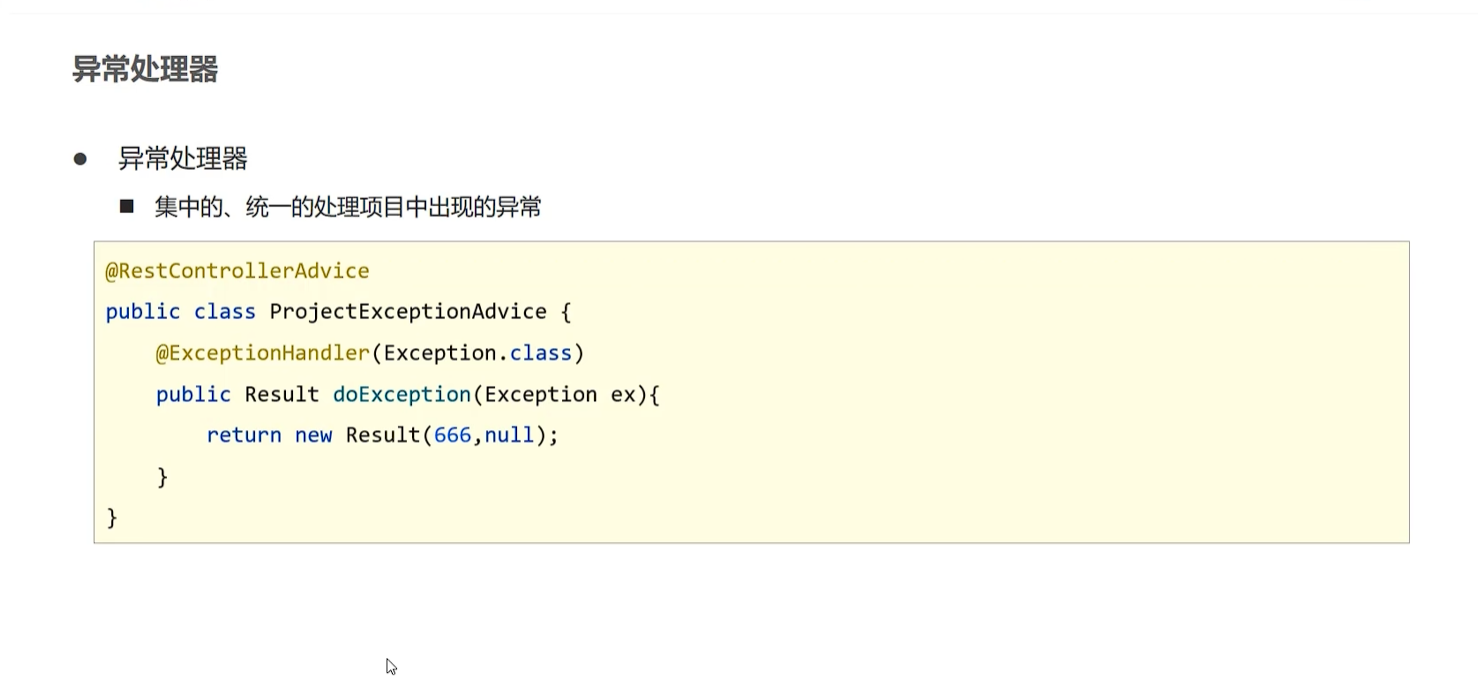 异常处理器
异常处理器
集中的、统一的处理项目中出现的异常
@RestControllerAdvice
public class ProjectExceptionAdvice {
@ExceptionHandler(Exception.class)
public Result doException(Exception ex){
return new Result(666,null);
}
}